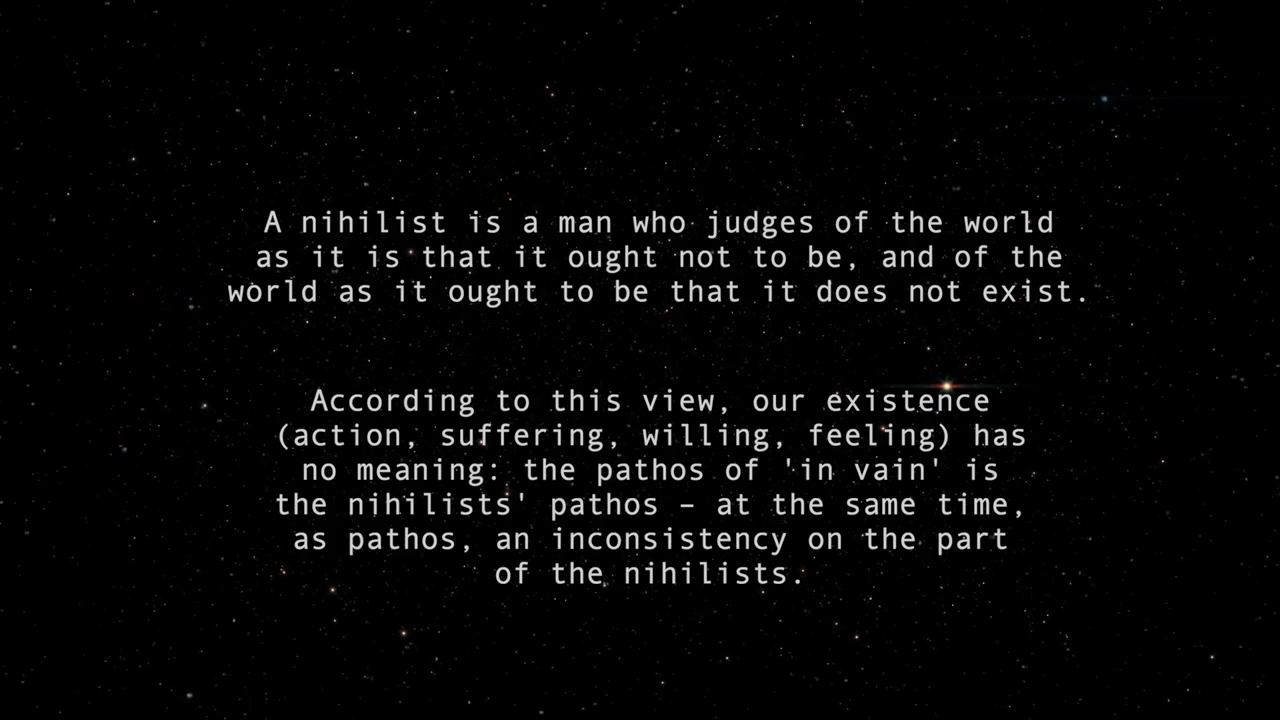 A nihilist is a man who judges of the world
as it is that it ought not to be, and of the
world as it ought to be that it does not exist.
According to this view, our existence
(action, suffering, willing, feeling) has
no meaning: the pathos of 'in vain' is
the nihilists' pathos – at the same time,
as pathos, an inconsistency on the part
of the nihilists.